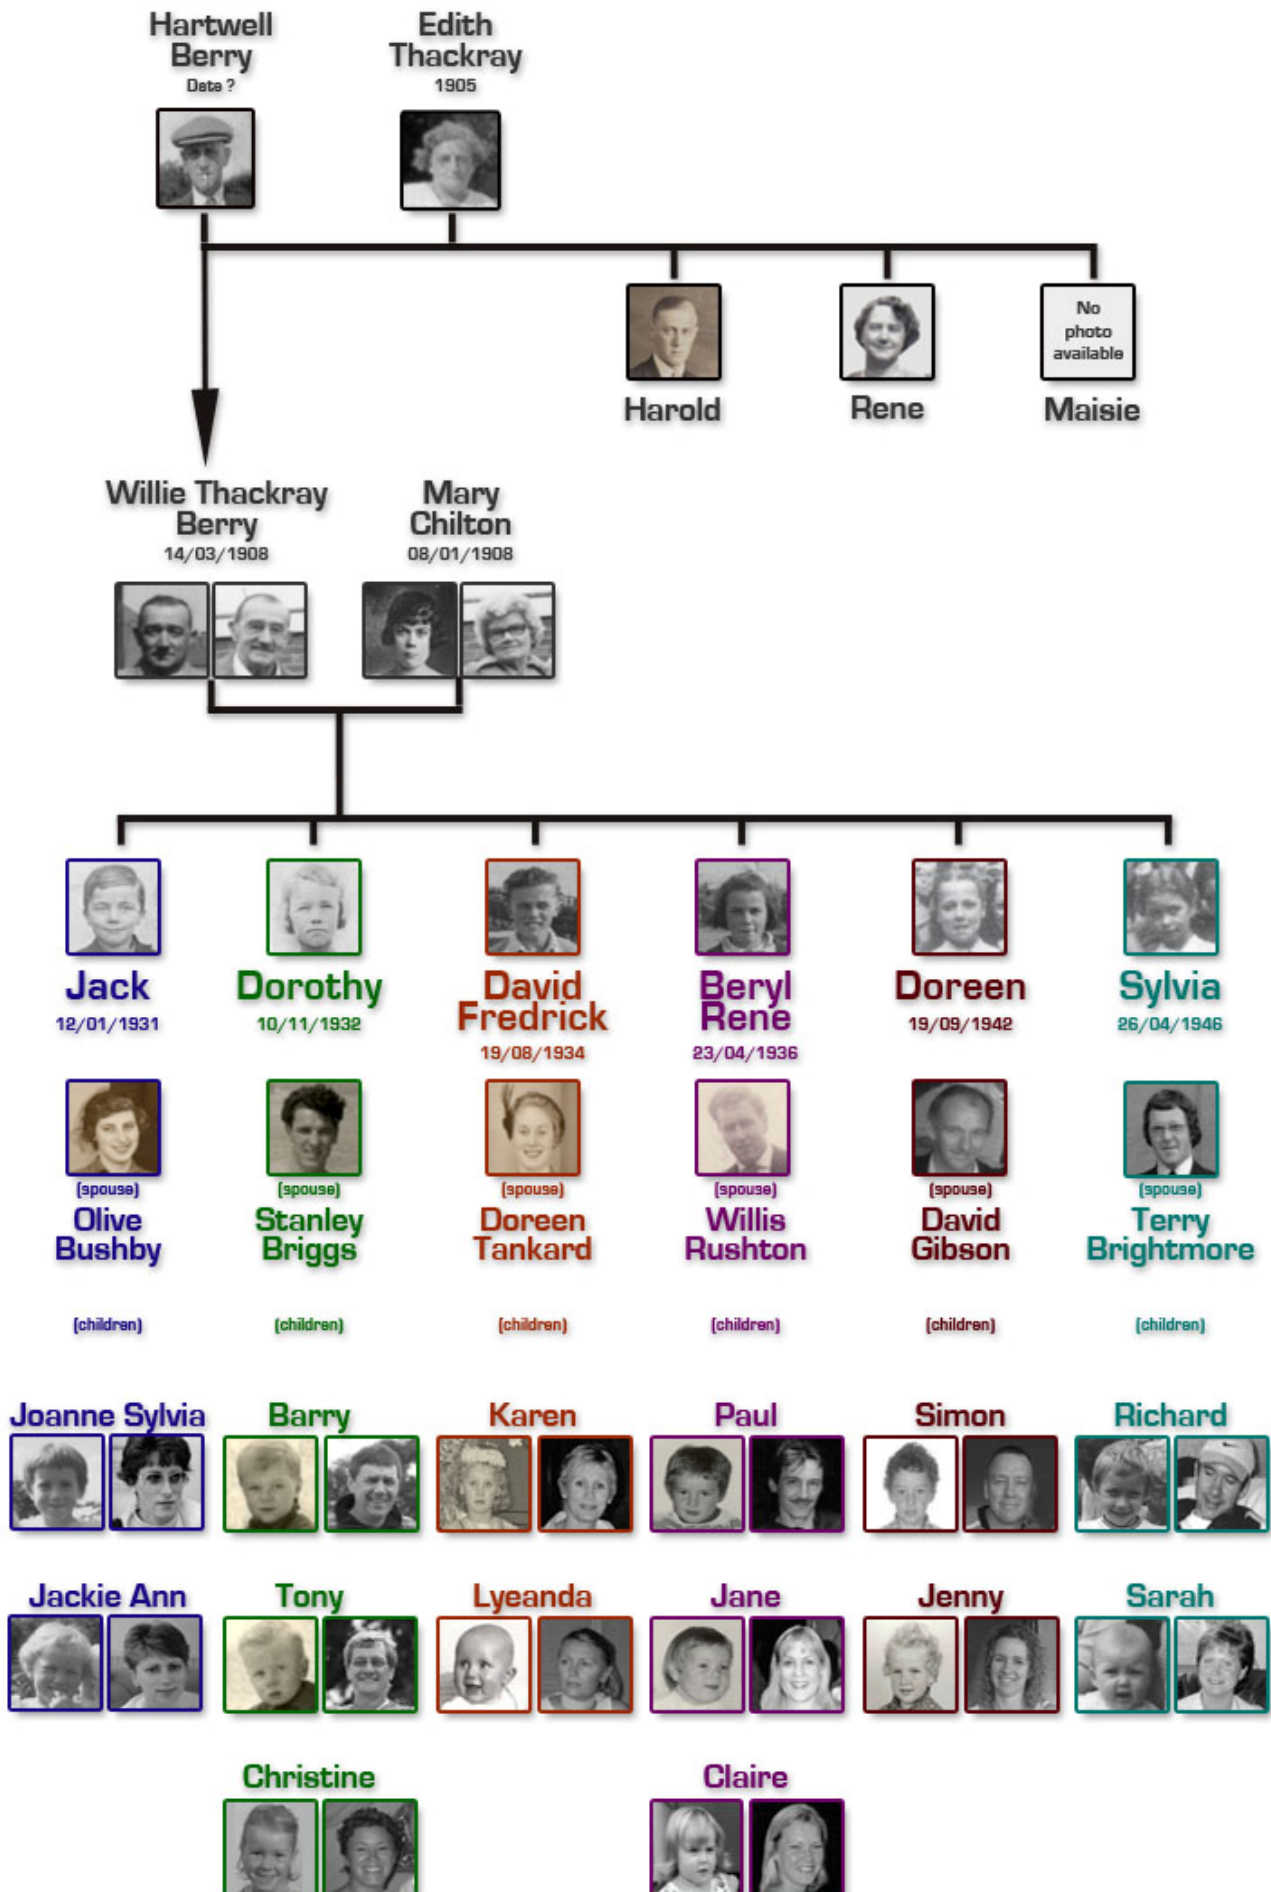 Hartwell
Berry
Date ?
Edith
Thackray
1905
No
photo
available
Harold
Rene
Maisie
Willie Thackray
Berry
14/03/1908
Mary
Chilton
08/01/1908
Jack
12/01/1931
Dorothy
10/11/1932
David
Fredrick
19/08/1934
Beryl
Rene
23/04/1936
Doreen
19/09/1942
Sylvia
26/04/1946
(spouse)
Olive
Bushby
(spouse)
Stanley
Briggs
(spouse)
Doreen
Tankard
(spouse)
Willis
Rushton
(spouse)
David
Gibson
(spouse)
Terry
Brightmore
(children)
(children)
(children)
(children)
(children)
(children)
Joanne Sylvia
Barry
Karen
Paul
Simon
Richard
Jackie Ann
Tony
Lyeanda
Jane
Jenny
Sarah
Christine
Claire